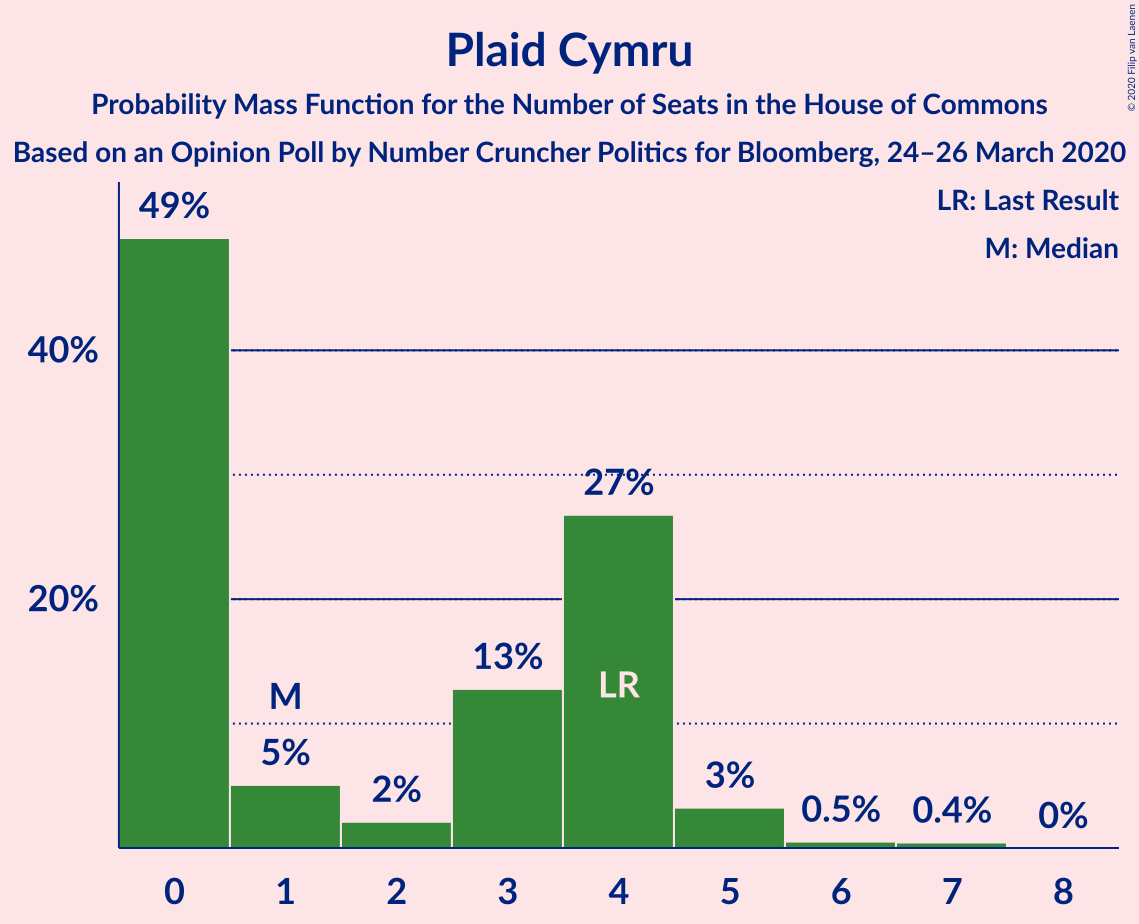 Plaid Cymru
Probability Mass Function for the Number of Seats in the House of Commons
Based on an Opinion Poll by Number Cruncher Politics for Bloomberg, 24–26 March 2020
© 2020 Filip van Laenen
LR: Last Result
M: Median
49%
40%
27%
20%
13%
LR
M
5%
2%
3%
0.5%
0.4%
0%
0 1 2 3 4 5 6 7 8